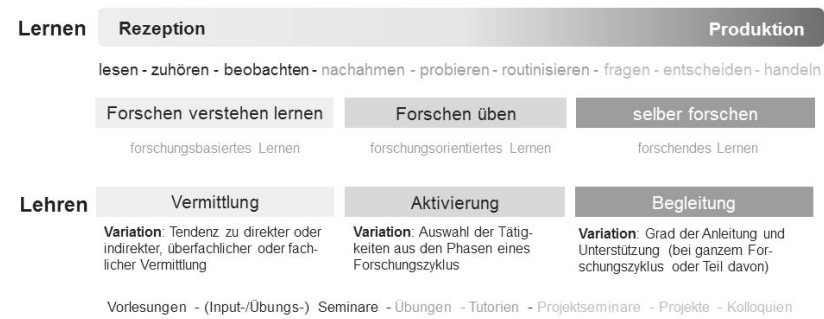 Lernen Rezeption Produktion
lesen - zuhören - beobachten - nachahmen - probieren - routinisieren - fragen - entscheiden - handeln
Forschen verstehen lernen Forschen üben selber forschen
forschungsbasiertes Lernen forschungsorientiertes Lernen forschendes Lernen
Lehren Vermittlung Aktivierung Begleitung
Variation: Tendenz zu direkter oder
indirekter, überfachlicher oder fach-
licher Vermittlung
Variation: Auswahl der Tätig-
keiten aus den Phasen eines
Forschungszyklus
Variation: Grad der Anleitung und
Unterstützung (bei ganzem For-
schungszyklus oder Teil davon)
Vorlesungen - (Input-/Übungs-) Seminare - Übungen - Tutorien - Projektseminare - Projekte - Kolloquien